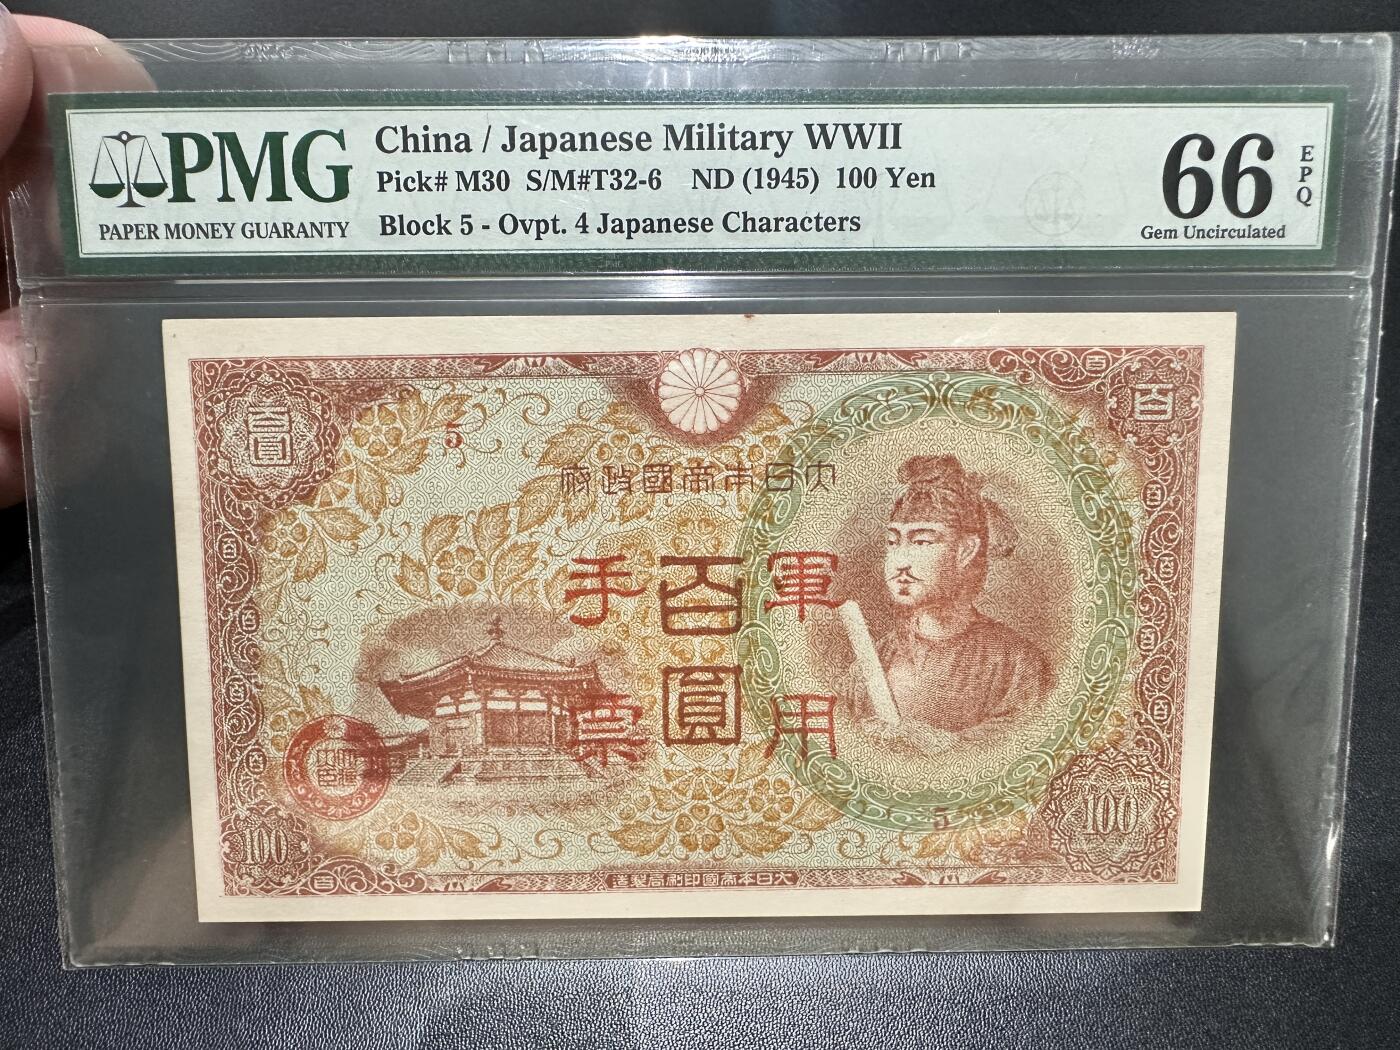 PMG
PAPER MONEY GUARANTY
China / Japanese Military WWII
Pick# M30 S/M#T32-6 ND (1945) 100 Yen
Block 5 - Ovpt. 4 Japanese Characters
66
EPQ
Gem Uncirculated
百圓
百
5
府政國帝本日大
軍用
百圓
手票
5
100
100
造製局刷印國帝本日大